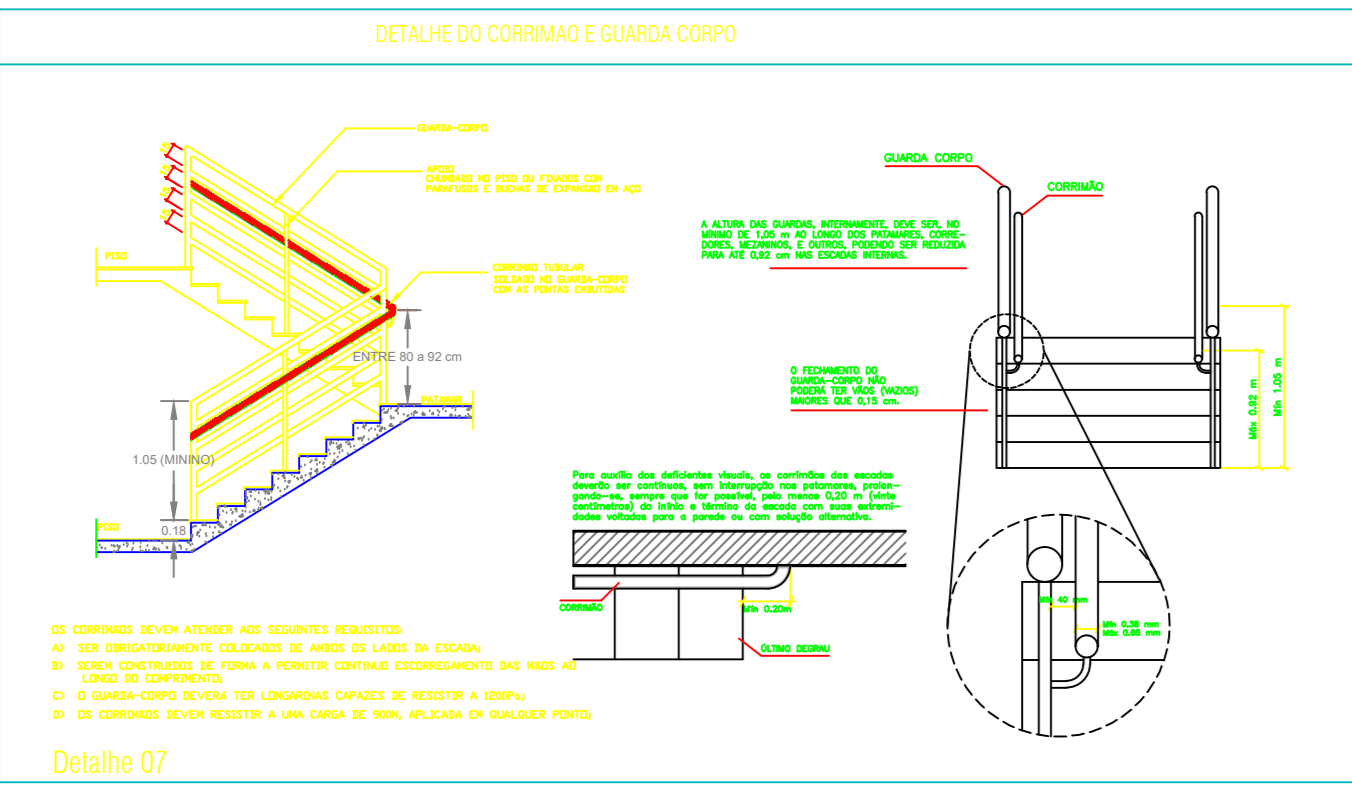 DETALHE DO CORRIMAO E GUARDA CORPO
GUARDA-CORPO
APOIO
CHUMBADO NO PISO OU FIXADOS COM
PARAFUSOS E BUCHAS DE EXPANSÃO EM AÇO
15
15
15
15
PISO
CORRIMÃO TUBULAR
SOLDADO NO GUARDA-CORPO
COM AS PONTAS EMBUTIDAS
ENTRE 80 a 92 cm
PATAMAR
1.05 (MININO)
PISO
0.18
GUARDA CORPO
CORRIMÃO
A ALTURA DAS GUARDAS, INTERNAMENTE, DEVE SER, NO
MÍNIMO DE 1,05 m AO LONGO DOS PATAMARES, CORRE-
DORES, MEZANINOS, E OUTROS, PODENDO SER REDUZIDA
PARA ATÉ 0,92 cm NAS ESCADAS INTERNAS.
O FECHAMENTO DO
GUARDA-CORPO NÃO
PODERÁ TER VÃOS (VAZIOS)
MAIORES QUE 0,15 cm.
Máx 0.92 m
Mín 1.05 m
Para auxílio dos deficientes visuais, os corrimãos das escadas
deverão ser contínuos, sem interrupção nos patamares, prolon-
gando-se, sempre que for possível, pelo menos 0,20 m (vinte
centímetros) do inínio e término da escada com suas extremi-
dades voltadas para a parede ou com solução alternativa.
CORRIMÃO
Mín 0.20m
ÚLTIMO DEGRAU
Mín 40 mm
Mín 0.38 mm
Máx 0.65 mm
OS CORRIMÃOS DEVEM ATENDER AOS SEGUINTES REQUISITOS:
A) SER OBRIGATORIAMENTE COLOCADOS DE AMBOS OS LADOS DA ESCADA;
B) SEREM CONSTRUIDOS DE FORMA A PERMITIR CONTINUO ESCORREGAMENTO DAS MÃOS AO
LONGO DO COMPRIMENTO;
C) O GUARDA-CORPO DEVERÁ TER LONGARINAS CAPAZES DE RESISTIR A 1200Pa;
D) OS CORRIMÃOS DEVEM RESISTIR A UMA CARGA DE 900N, APLICADA EM QUALQUER PONTO;
Detalhe 07